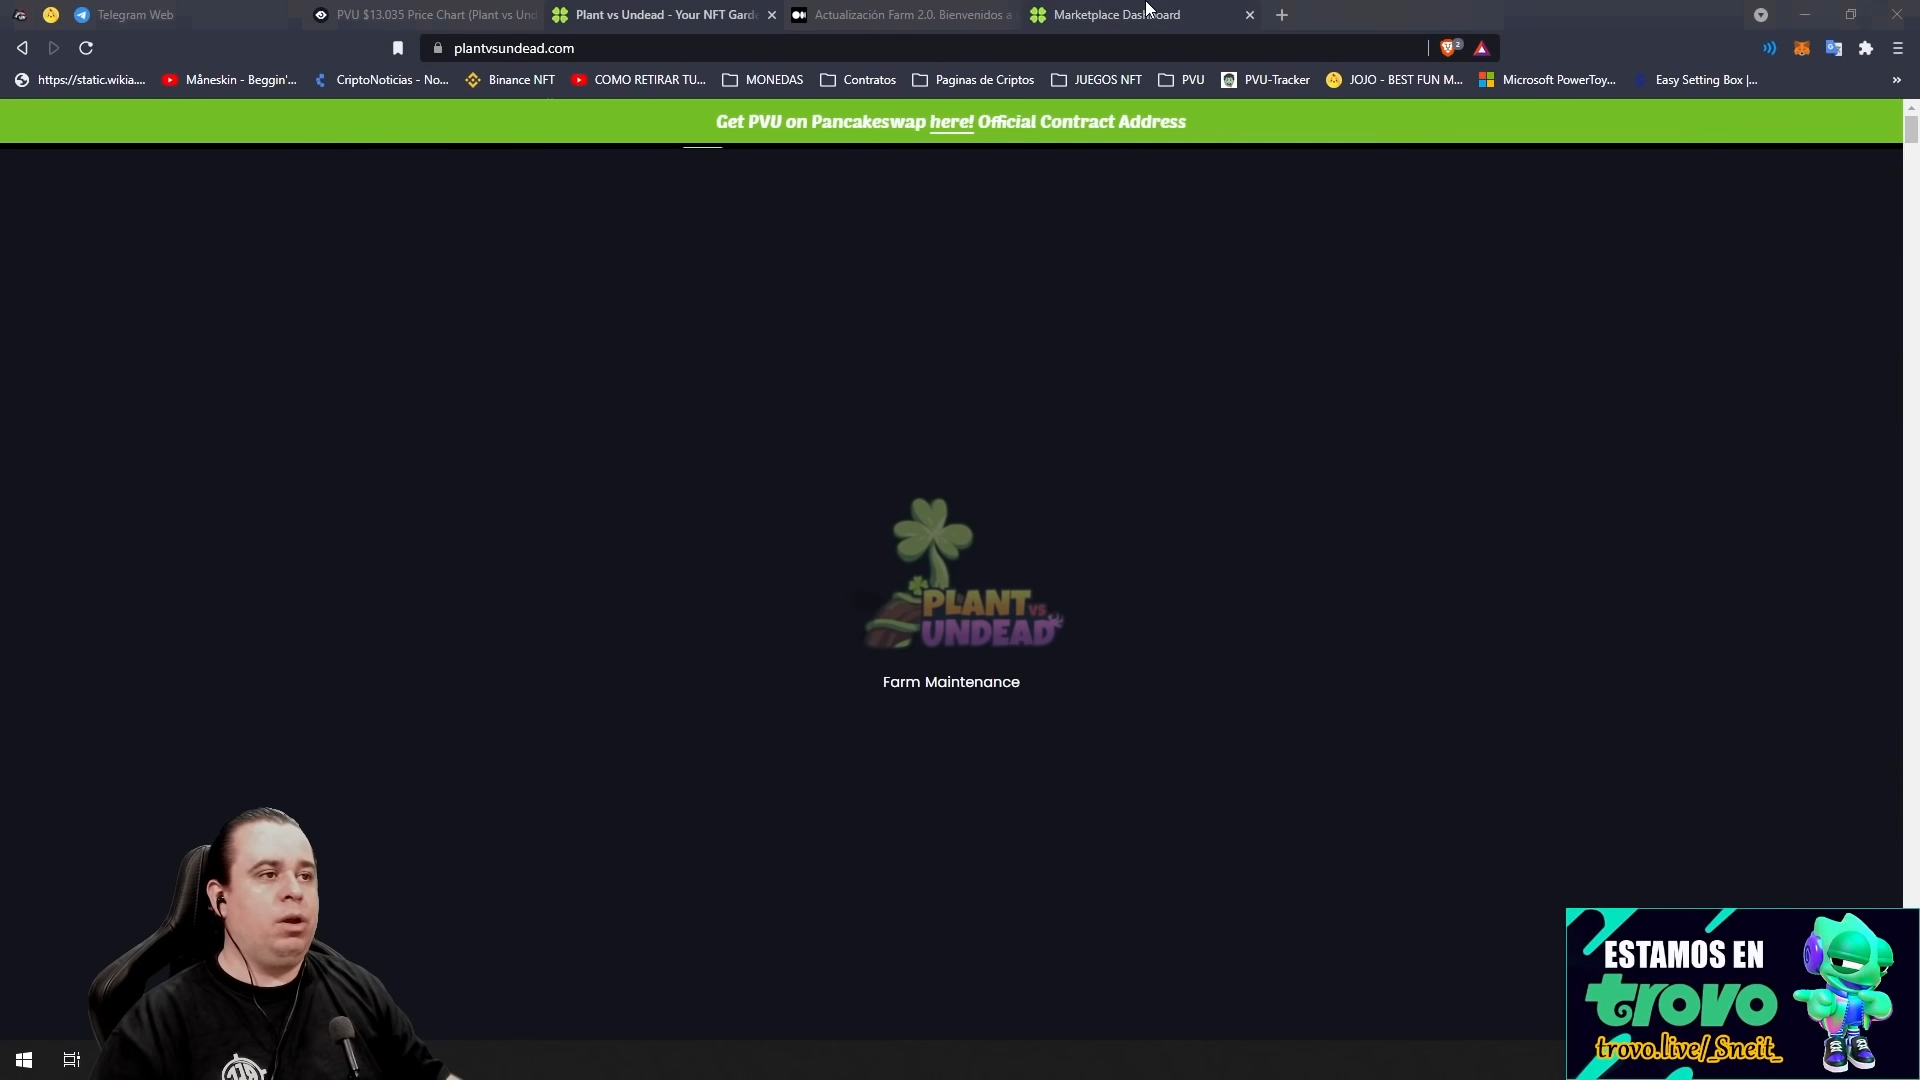 Telegram Web
PVU $13.035 Price Chart (Plant vs Und
Plant vs Undead - Your NFT Garde
Actualización Farm 2.0. Bienvenidos a
Marketplace Dashboard
plantvsundead.com
2
https://static.wikia....
Måneskin - Beggin'...
CriptoNoticias - No...
Binance NFT
COMO RETIRAR TU...
MONEDAS
Contratos
Paginas de Criptos
JUEGOS NFT
PVU
PVU-Tracker
JOJO - BEST FUN M...
Microsoft PowerToy...
Easy Setting Box |...
Get PVU on Pancakeswap here! Official Contract Address
PLANT VS
UNDEAD
Farm Maintenance
ESTAMOS EN
trovo
trovo.live/_Sneit_